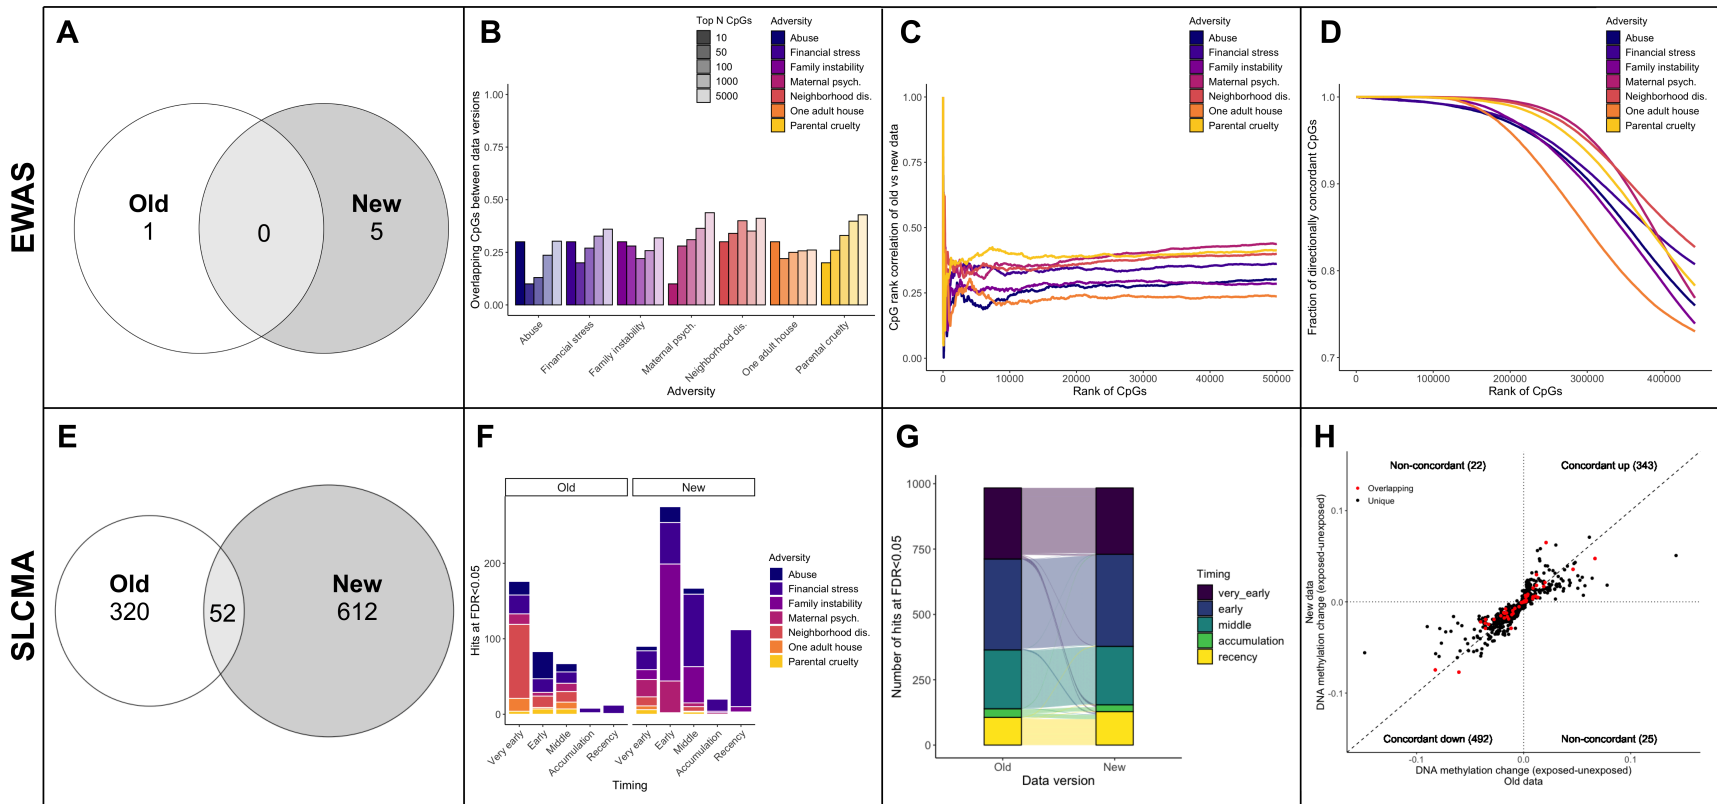 EWAS
A
Old
1
0
New
5
B
Top N CpGs
10
50
100
1000
5000
Adversity
Abuse
Financial stress
Family instability
Maternal psych.
Neighborhood dis.
One adult house
Parental cruelty
Overlapping CpGs between data versions
1.00
0.75
0.50
0.25
0.00
Abuse
Financial stress
Family instability
Maternal psych.
Neighborhood dis.
One adult house
Parental cruelty
Adversity
C
Adversity
Abuse
Financial stress
Family instability
Maternal psych.
Neighborhood dis.
One adult house
Parental cruelty
CpG rank correlation of old vs new data
1.00
0.75
0.50
0.25
0.00
0
10000
20000
30000
40000
50000
Rank of CpGs
D
Adversity
Abuse
Financial stress
Family instability
Maternal psych.
Neighborhood dis.
One adult house
Parental cruelty
Fraction of directionally concordant CpGs
1.0
0.9
0.8
0.7
0
100000
200000
300000
400000
Rank of CpGs
SLCMA
E
Old
320
52
New
612
F
Old
New
Hits at FDR<0.05
200
100
0
Very early
Early
Middle
Accumulation
Recency
Very early
Early
Middle
Accumulation
Recency
Timing
Adversity
Abuse
Financial stress
Family instability
Maternal psych.
Neighborhood dis.
One adult house
Parental cruelty
G
Number of hits at FDR<0.05
1000
750
500
250
0
Old
New
Data version
Timing
very_early
early
middle
accumulation
recency
H
Non-concordant (22)
Concordant up (343)
Overlapping
Unique
New data
DNA methylation change (exposed-unexposed)
0.1
0.0
-0.1
Concordant down (492)
Non-concordant (25)
-0.1
0.0
0.1
DNA methylation change (exposed-unexposed)
Old data